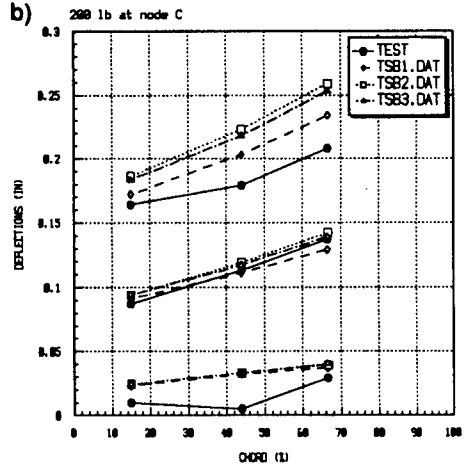 b)
200 lb at node C
0.3
0.25
0.2
0.15
0.1
0.05
0
DEFLECTIONS (IN)
TEST
TSB1.DAT
TSB2.DAT
TSB3.DAT
0 10 20 30 40 50 60 70 80 90 100
CHORD (%)